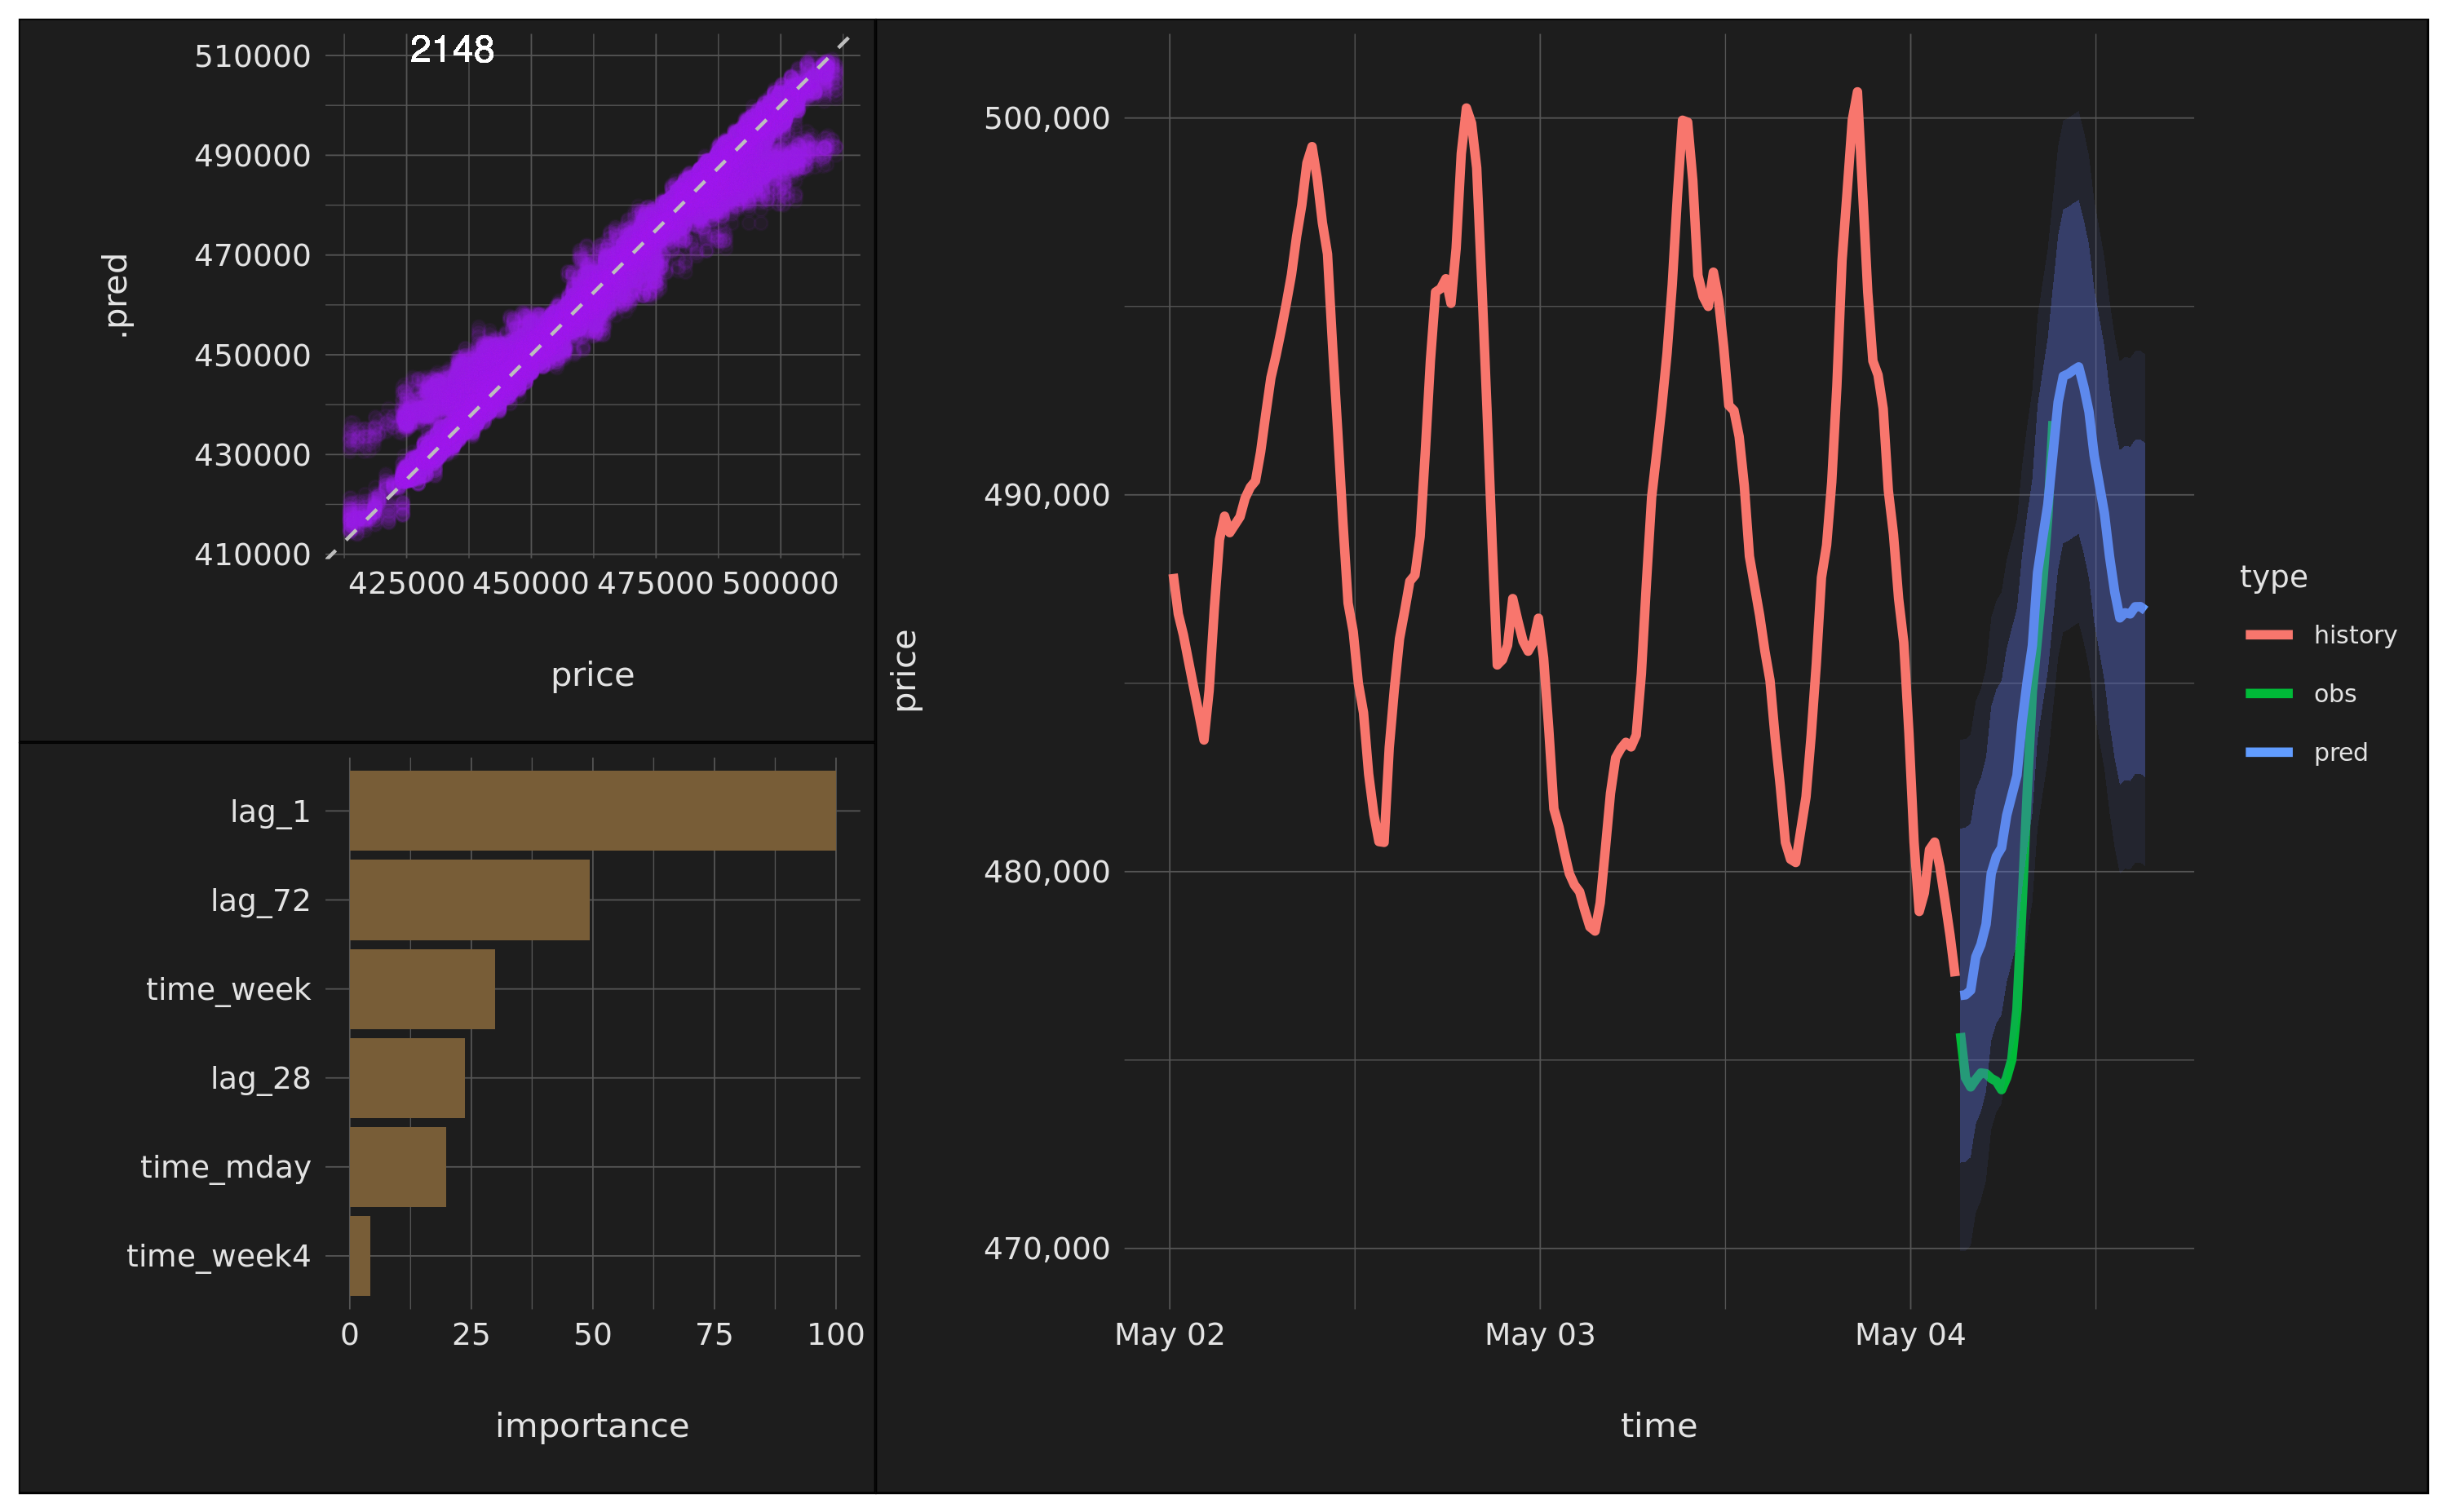 2148
510000
490000
470000
450000
430000
410000
.pred
425000 450000 475000 500000
price
lag_1
lag_72
time_week
lag_28
time_mday
time_week4
0 25 50 75 100
importance
500,000
490,000
480,000
470,000
price
May 02 May 03 May 04
time
type
history
obs
pred